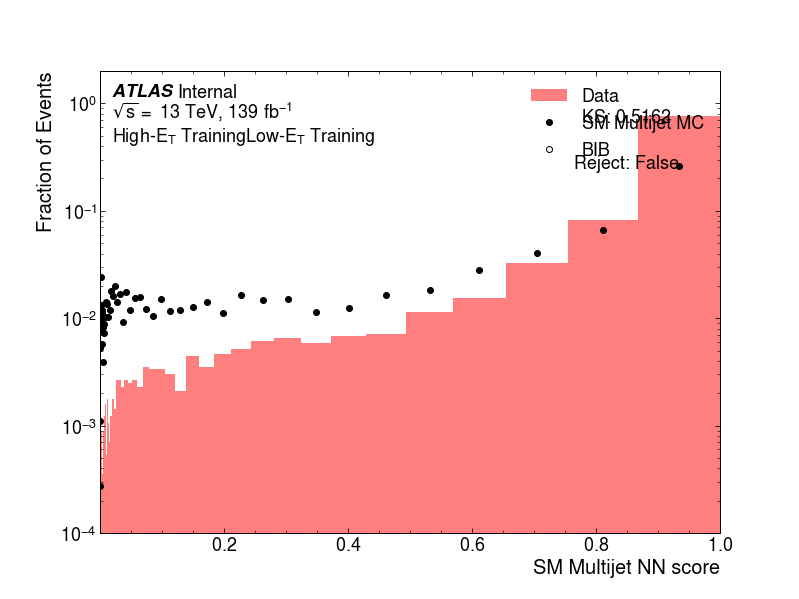 ATLAS Internal
√s = 13 TeV, 139 fb⁻¹
High-E_T TrainingLow-E_T Training
Data
KS: 0.5162
SM Multijet MC
BIB
Reject: False
Fraction of Events
10⁰
10⁻¹
10⁻²
10⁻³
10⁻⁴
0.2 0.4 0.6 0.8 1.0
SM Multijet NN score